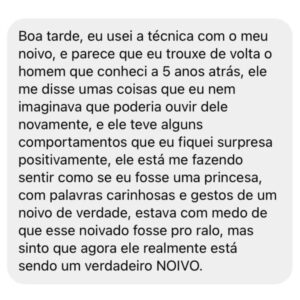 Boa tarde, eu usei a técnica com o meu
noivo, e parece que eu trouxe de volta o
homem que conheci a 5 anos atrás, ele
me disse umas coisas que eu nem
imaginava que poderia ouvir dele
novamente, e ele teve alguns
comportamentos que eu fiquei surpresa
positivamente, ele está me fazendo
sentir como se eu fosse uma princesa,
com palavras carinhosas e gestos de um
noivo de verdade, estava com medo de
que esse noivado fosse pro ralo, mas
sinto que agora ele realmente está
sendo um verdadeiro NOIVO.